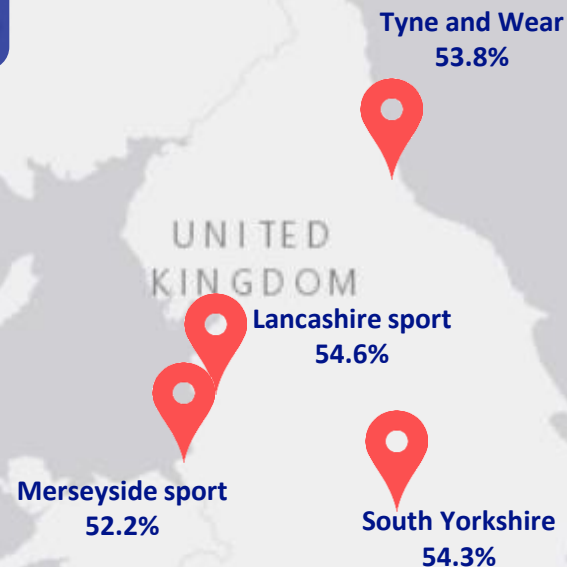 Tyne and Wear
53.8%
UNITED
KINGDOM
Lancashire sport
54.6%
Merseyside sport
52.2%
South Yorkshire
54.3%